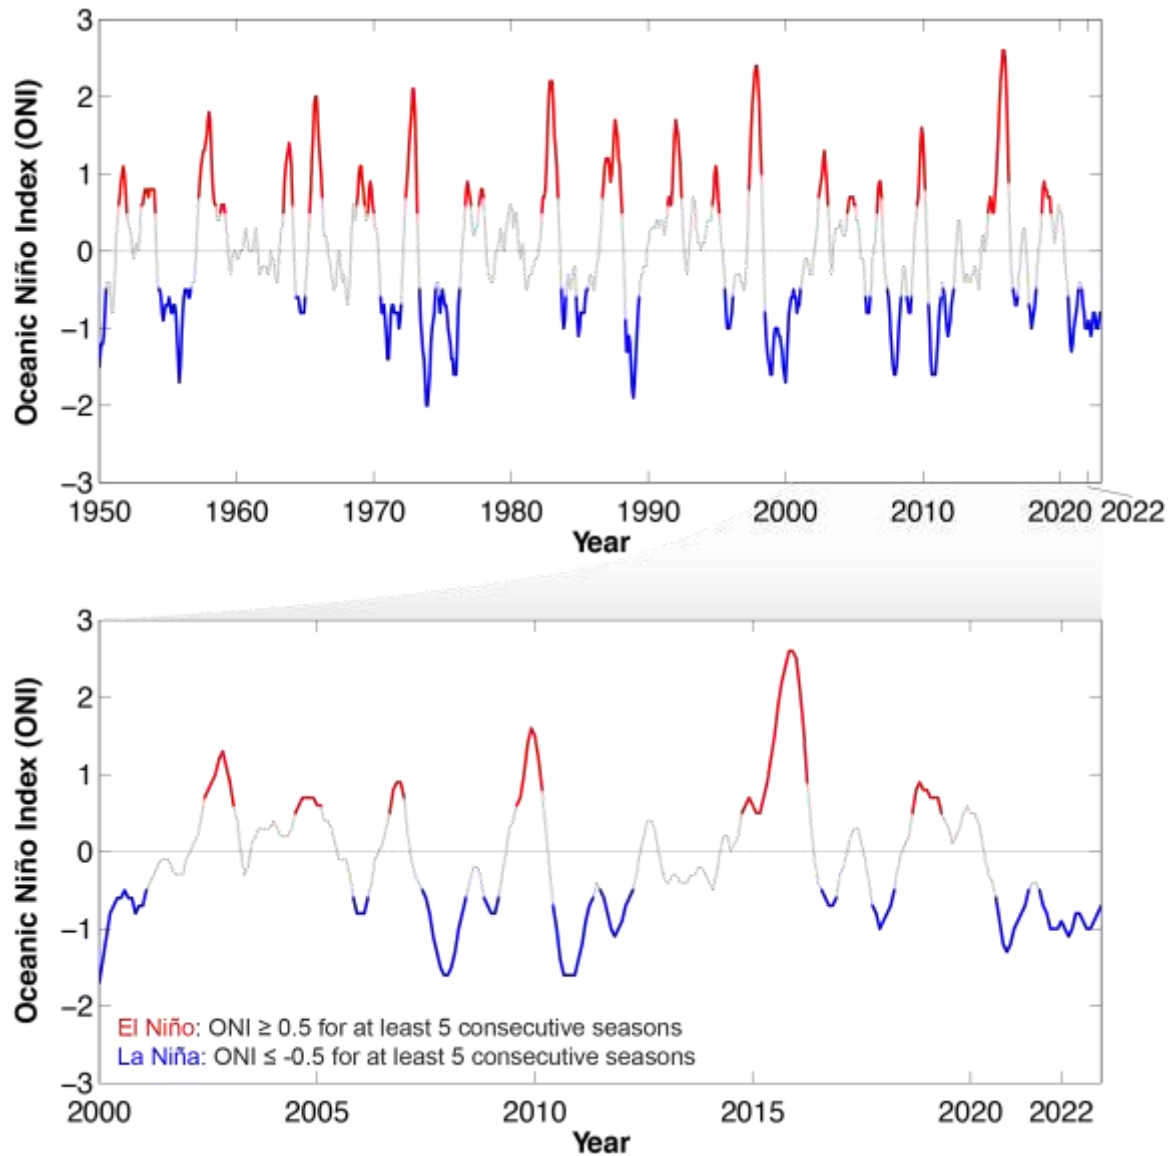 3
2
1
0
−1
−2
−3
Oceanic Niño Index (ONI)
1950 1960 1970 1980 1990 2000 2010 2020 2022
Year
3
2
1
0
−1
−2
−3
Oceanic Niño Index (ONI)
El Niño: ONI ≥ 0.5 for at least 5 consecutive seasons
La Niña: ONI ≤ -0.5 for at least 5 consecutive seasons
2000 2005 2010 2015 2020 2022
Year